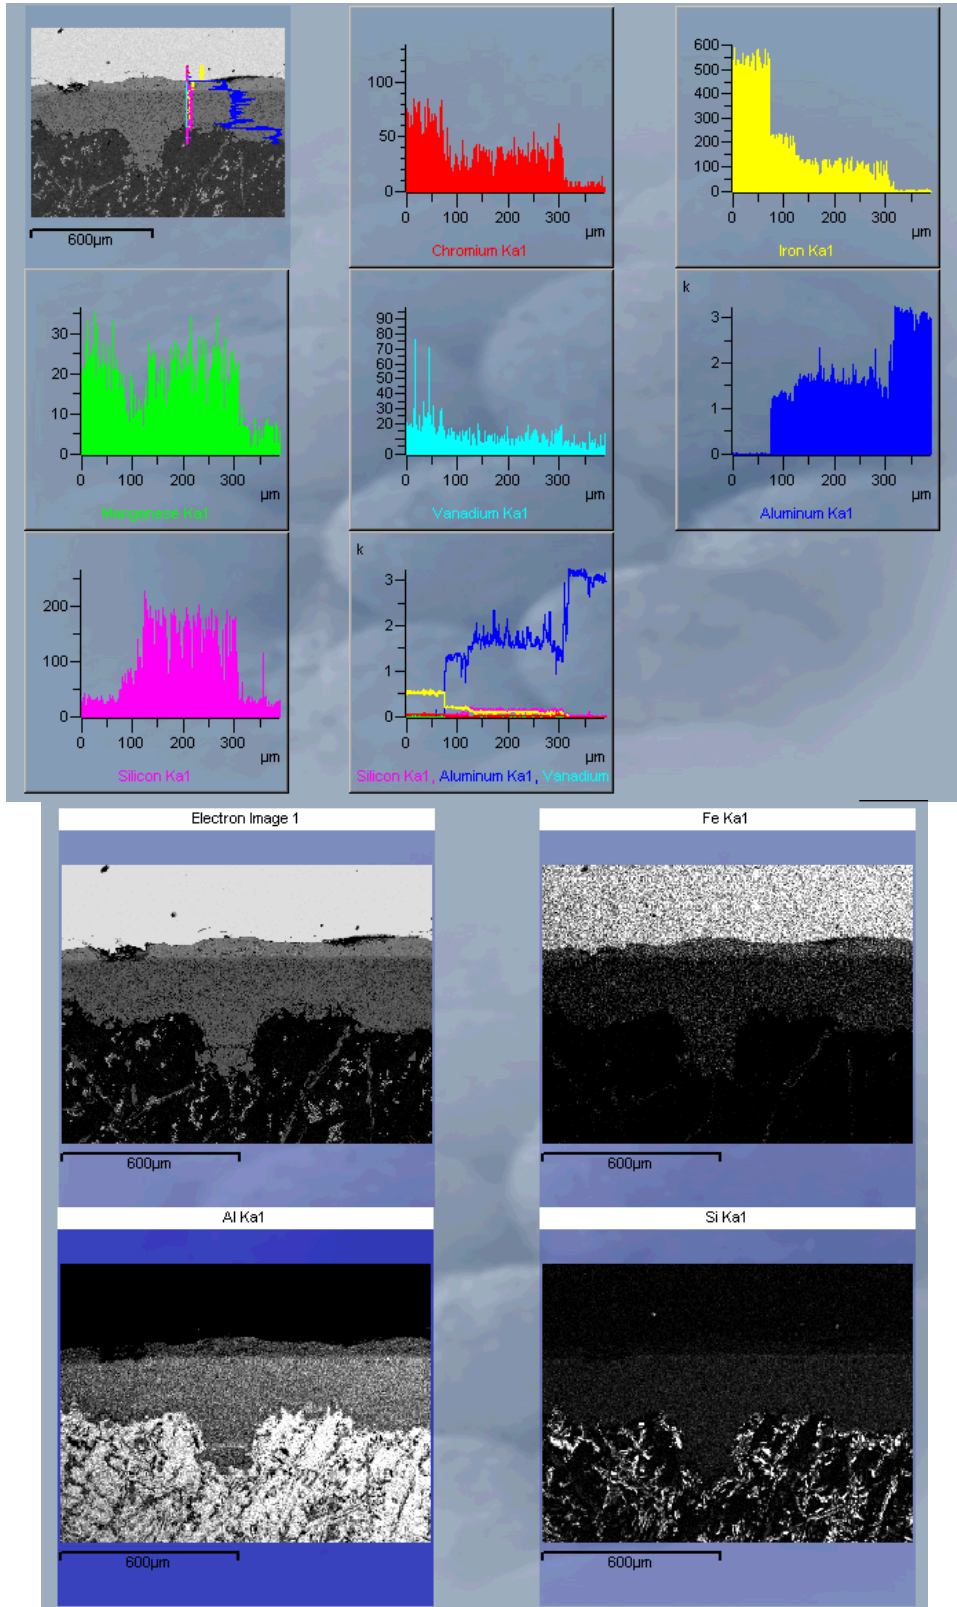 600µm
100
50
0
0 100 200 300
µm
Chromium Ka1
600
500
400
300
200
100
0
0 100 200 300
µm
Iron Ka1
30
20
10
0
0 100 200 300
µm
Manganese Ka1
90
80
70
60
50
40
30
20
10
0
0 100 200 300
µm
Vanadium Ka1
k
3
2
1
0
0 100 200 300
µm
Aluminum Ka1
200
100
0
0 100 200 300
µm
Silicon Ka1
k
3
2
1
0
0 100 200 300
µm
Silicon Ka1, Aluminum Ka1, Vanadium
Electron Image 1
600µm
Fe Ka1
600µm
Al Ka1
600µm
Si Ka1
600µm